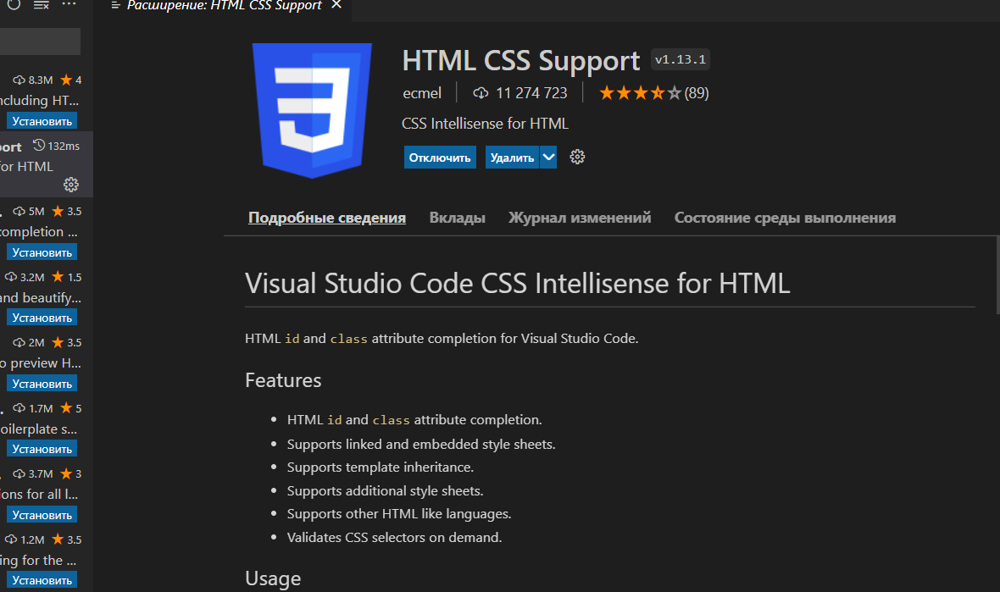 Расширение: HTML CSS Support
8.3M 4
ncluding HT...
Установить
port 132ms
for HTML
5M 3.5
completion ...
Установить
3.2M 1.5
and beautify...
Установить
2M 3.5
o preview H...
Установить
1.7M 5
oilerplate s...
Установить
3.7M 3
ions for all l...
Установить
1.2M 3.5
ing for the ...
Установить
HTML CSS Support v1.13.1
ecmel 11 274 723 (89)
CSS Intellisense for HTML
Отключить Удалить
Подробные сведения Вклады Журнал изменений Состояние среды выполнения
Visual Studio Code CSS Intellisense for HTML
HTML id and class attribute completion for Visual Studio Code.
Features
• HTML id and class attribute completion.
• Supports linked and embedded style sheets.
• Supports template inheritance.
• Supports additional style sheets.
• Supports other HTML like languages.
• Validates CSS selectors on demand.
Usage